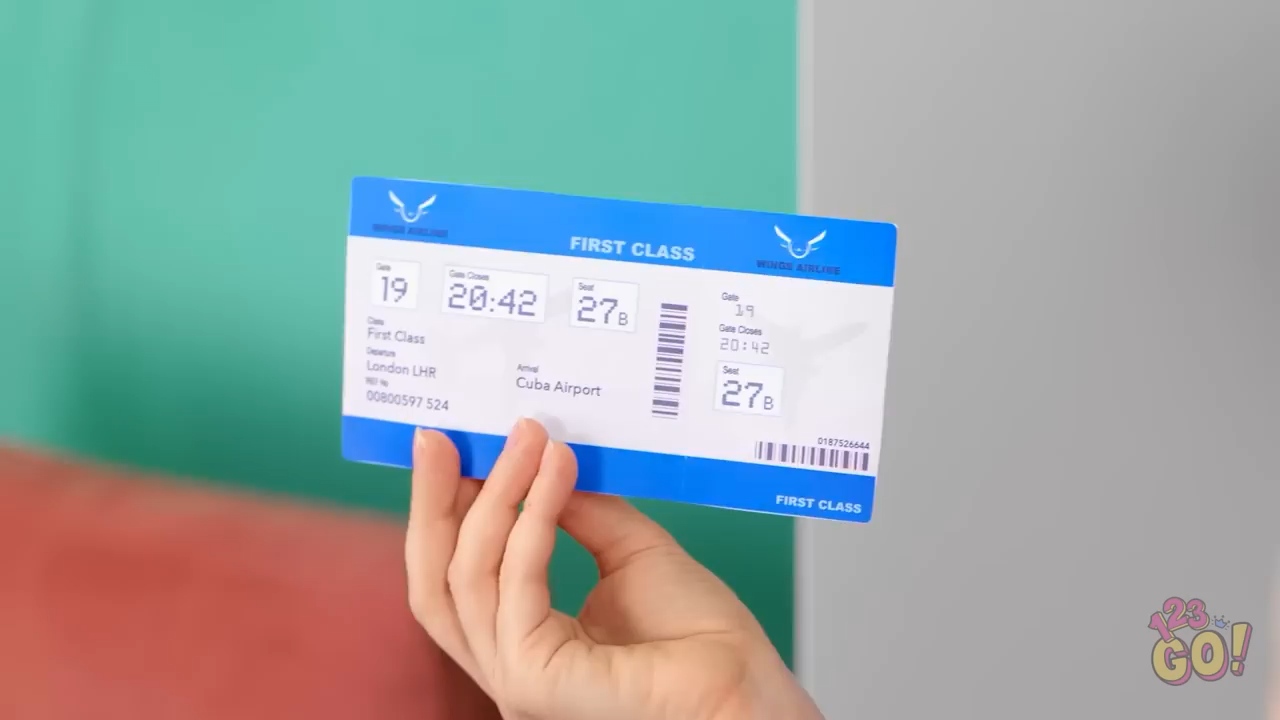 WINGS AIRLINE
FIRST CLASS
WINGS AIRLINE
Gate
19
Gate Closes
20:42
Seat
27B
Class
First Class
Departure
London LHR
REF No
00800597 524
Arrival
Cuba Airport
Gate
19
Gate Closes
20:42
Seat
27B
0187526644
FIRST CLASS
123
GO!